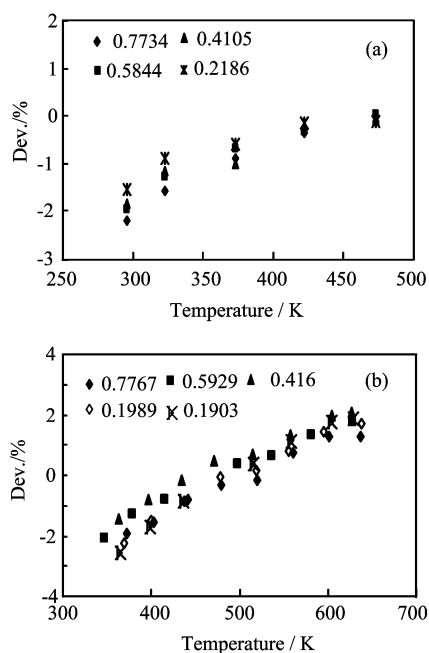 2
0.7734 0.4105 (a)
0.5844 0.2186
1
0
-1
-2
-3
Dev./%
250 300 350 400 450 500
Temperature / K
4
0.7767 0.5929 0.416 (b)
0.1989 0.1903
2
0
-2
-4
Dev./%
300 400 500 600 700
Temperature / K